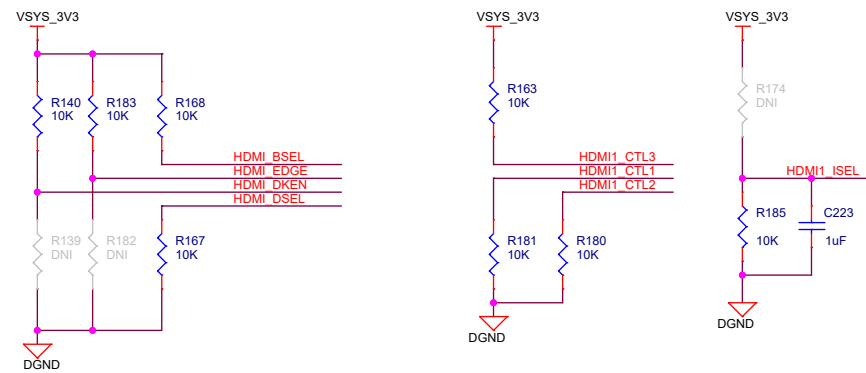 VSYS_3V3
R140
10K
R183
10K
R168
10K
HDMI_BSEL
HDMI_EDGE
HDMI_DKEN
HDMI_DSEL
R139
DNI
R182
DNI
R167
10K
DGND
VSYS_3V3
R163
10K
HDMI1_CTL3
HDMI1_CTL1
HDMI1_CTL2
R181
10K
R180
10K
DGND
VSYS_3V3
R174
DNI
HDMI1_ISEL
R185
10K
C223
1uF
DGND